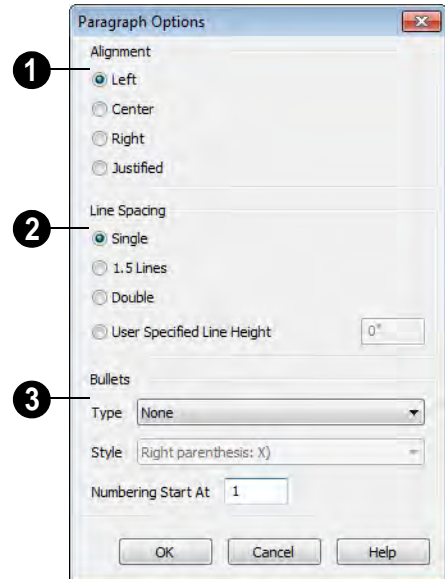 Paragraph Options
Alignment
1
Left
Center
Right
Justified
Line Spacing
2
Single
1.5 Lines
Double
User Specified Line Height 0"
Bullets
3
Type None
Style Right parenthesis: X)
Numbering Start At 1
OK Cancel Help